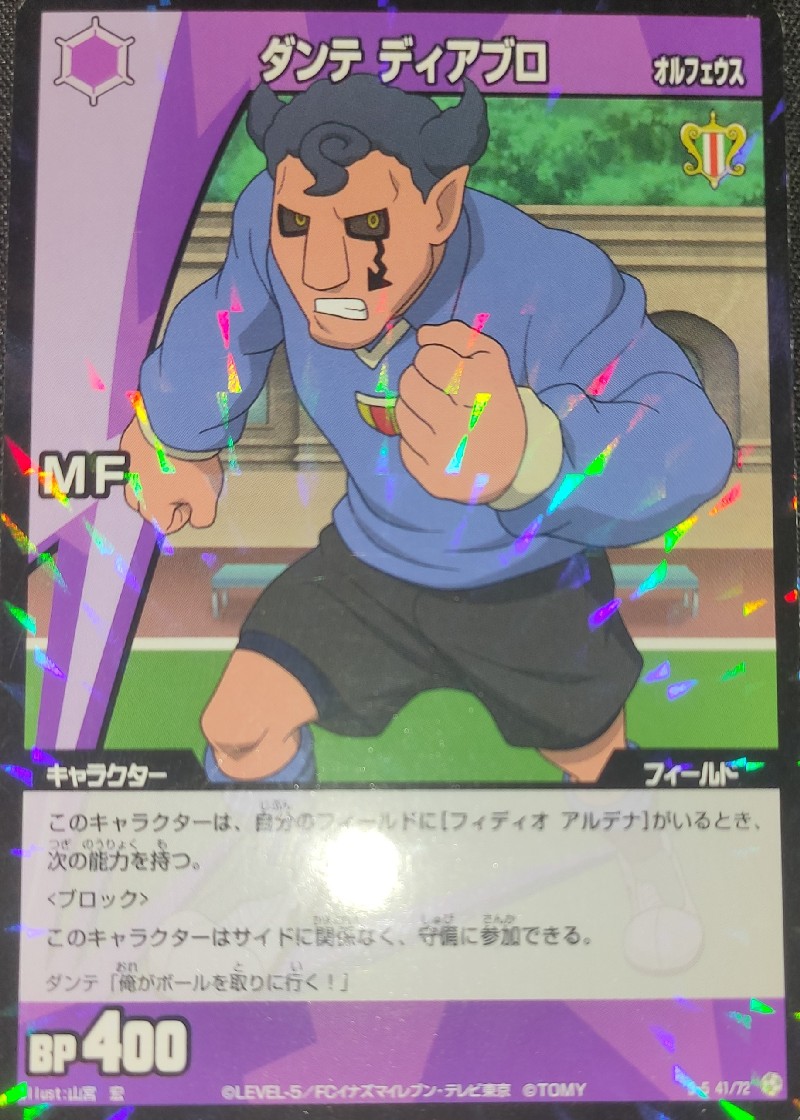 ダンテ ディアブロ
オルフェウス
MF
キャラクター
フィールド
このキャラクターは、自分のフィールドに[フィディオ アルデナ]がいるとき、
次の能力を持つ。
<ブロック>
このキャラクターはサイドに関係なく、守備に参加できる。
ダンテ「俺がボールを取りに行く！」
BP400
Illust:山宮 宏
©LEVEL-5／FCイナズマイレブン・テレビ東京 ©TOMY
41/72